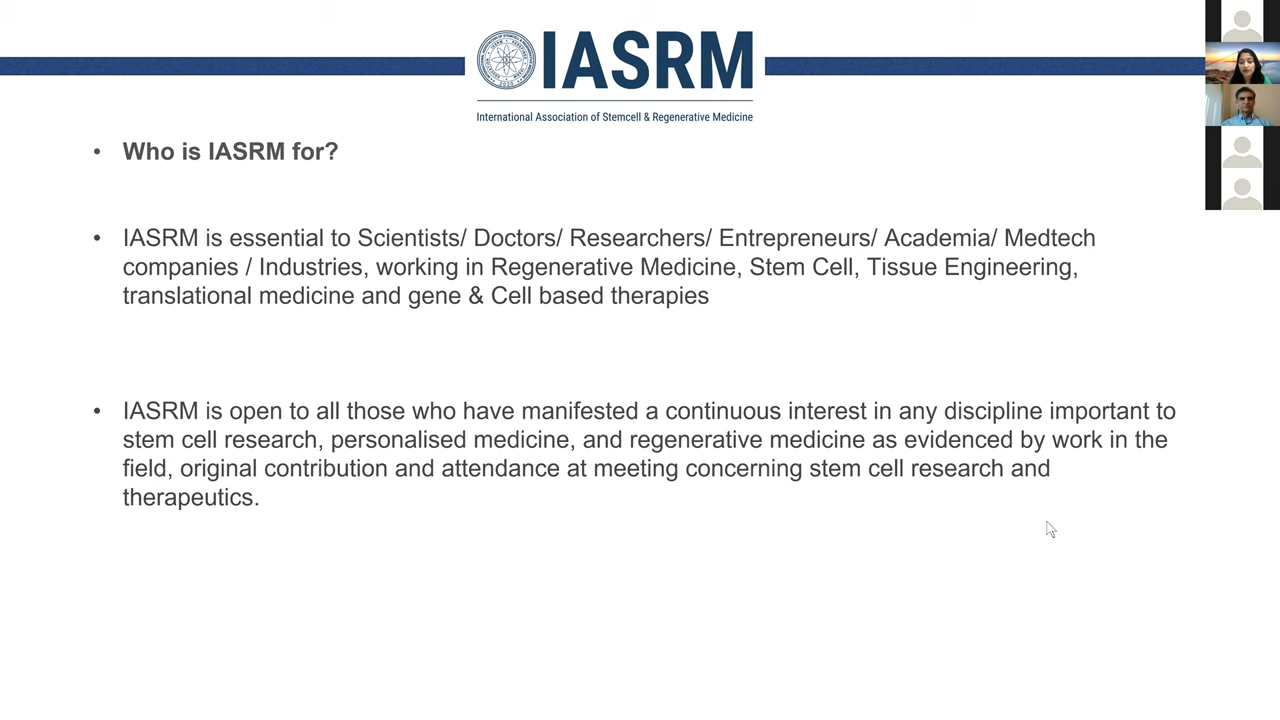 IASRM
International Association of Stemcell & Regenerative Medicine
• Who is IASRM for?
• IASRM is essential to Scientists/ Doctors/ Researchers/ Entrepreneurs/ Academia/ Medtech
companies / Industries, working in Regenerative Medicine, Stem Cell, Tissue Engineering,
translational medicine and gene & Cell based therapies
• IASRM is open to all those who have manifested a continuous interest in any discipline important to
stem cell research, personalised medicine, and regenerative medicine as evidenced by work in the
field, original contribution and attendance at meeting concerning stem cell research and
therapeutics.